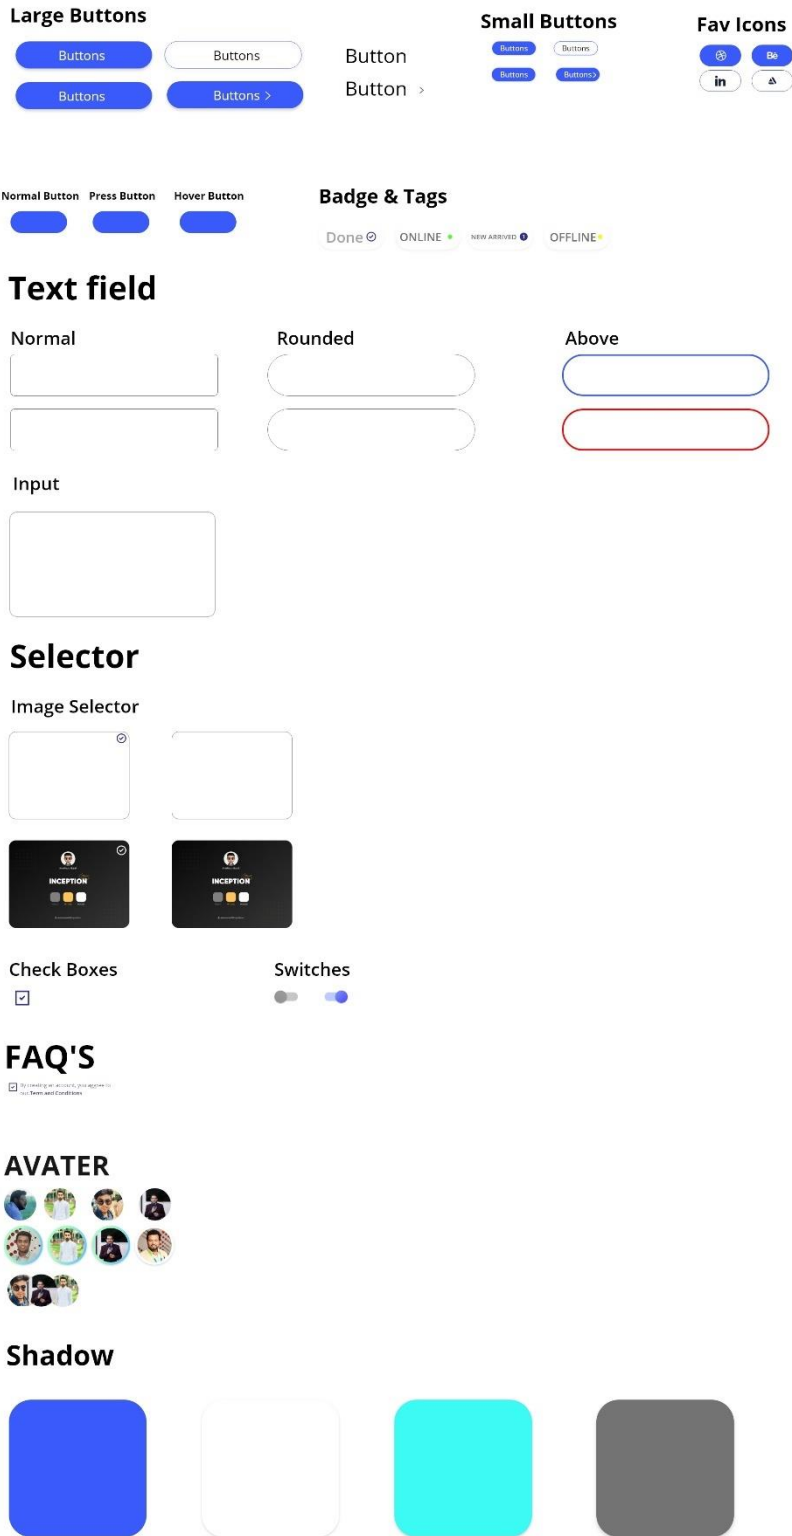 Large Buttons
Small Buttons
Fav Icons
Buttons
Buttons
Button
Buttons
Buttons
Bē
Buttons
Buttons >
Button >
Buttons
Buttons>
in
Normal Button
Press Button
Hover Button
Badge & Tags
Done
ONLINE
NEW ARRIVED
OFFLINE
Text field
Normal
Rounded
Above
Input
Selector
Image Selector
INCEPTION
INCEPTION
Check Boxes
Switches
FAQ'S
By creating an account, you aggree to
our Term and Conditions
AVATER
Shadow